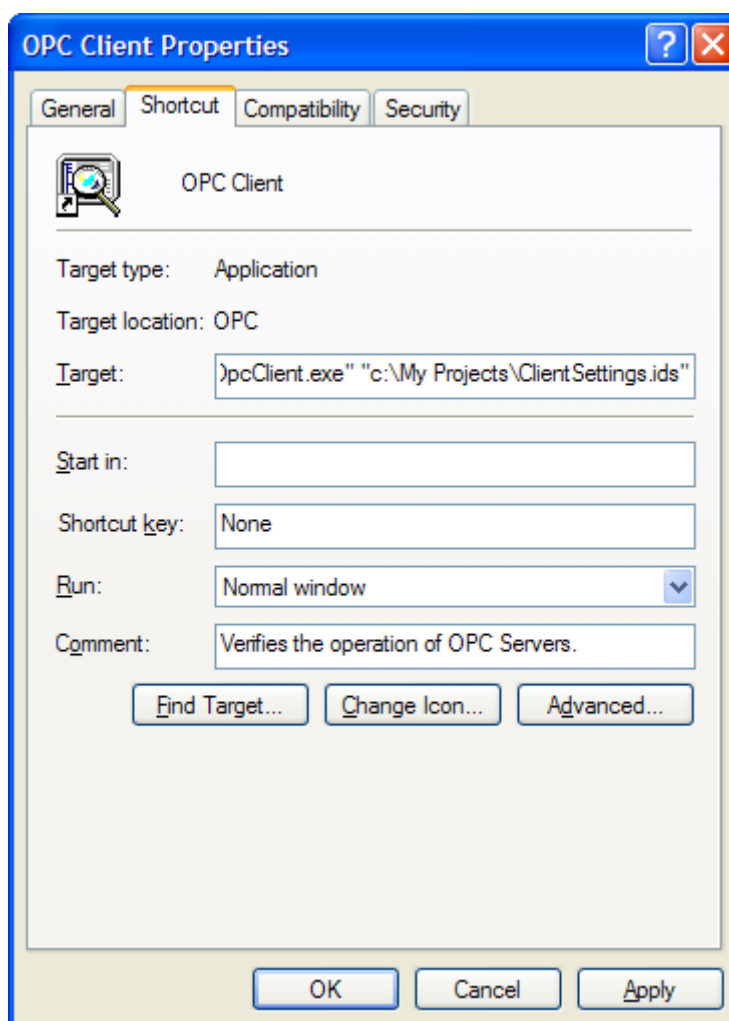 OPC Client Properties
General Shortcut Compatibility Security
OPC Client
Target type: Application
Target location: OPC
Target: OpcClient.exe" "c:\My Projects\ClientSettings.ids"
Start in:
Shortcut key: None
Run: Normal window
Comment: Verifies the operation of OPC Servers.
Find Target... Change Icon... Advanced...
OK Cancel Apply